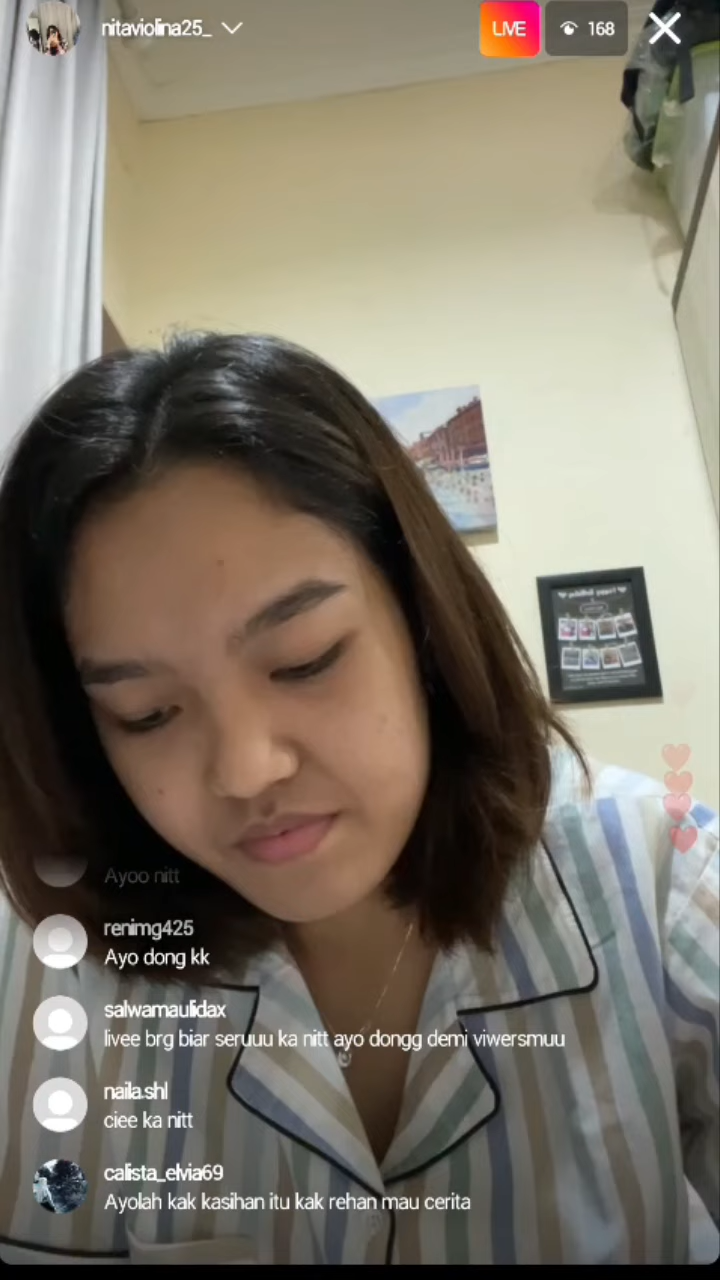 nitaviolina25_
LIVE
168
Ayoo nitt
renimg425
Ayo dong kk
salwamaulidax
livee brg biar seruuu ka nitt ayo dongg demi viwersmuu
naila.shl
ciee ka nitt
calista_elvia69
Ayolah kak kasihan itu kak rehan mau cerita